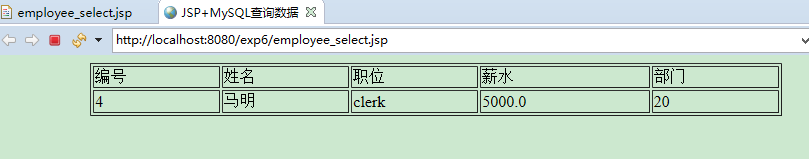 employee_select.jsp JSP+MySQL查询数据
http://localhost:8080/exp6/employee_select.jsp
编号 姓名 职位 薪水 部门
4 马明 clerk 5000.0 20